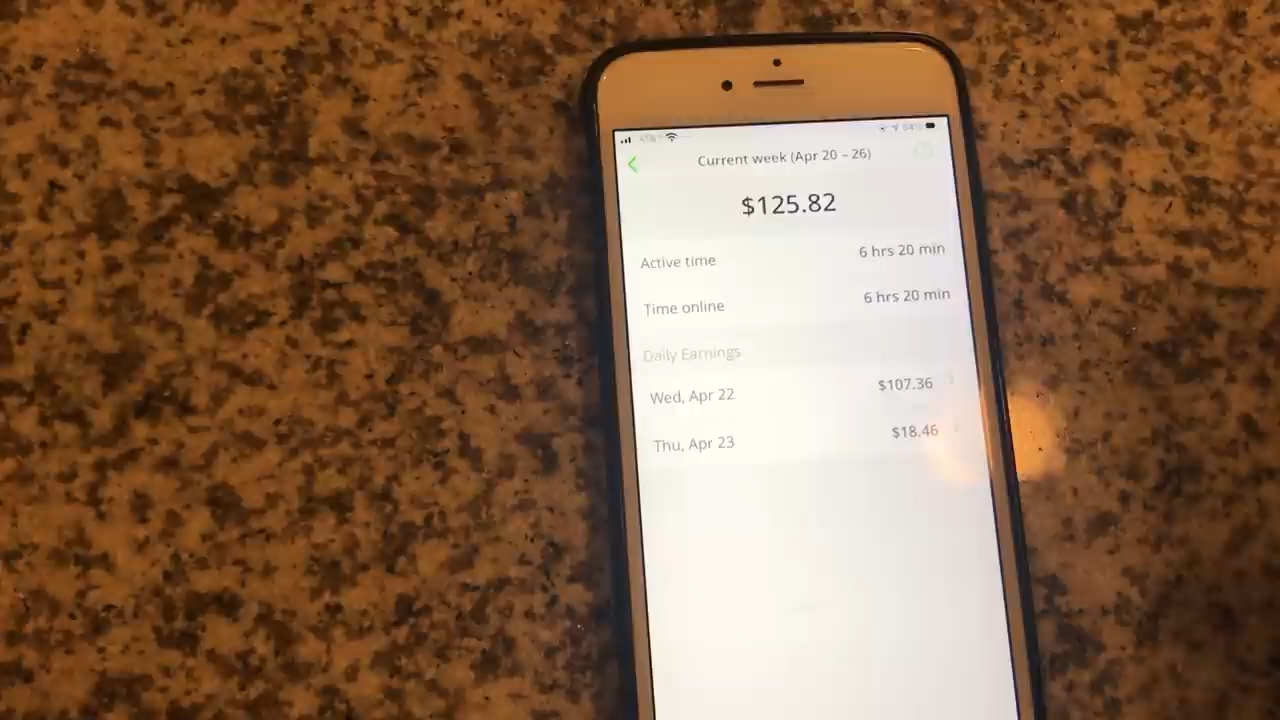 Current week (Apr 20 – 26)
$125.82
Active time 6 hrs 20 min
Time online 6 hrs 20 min
Daily Earnings
Wed, Apr 22 $107.36
Thu, Apr 23 $18.46